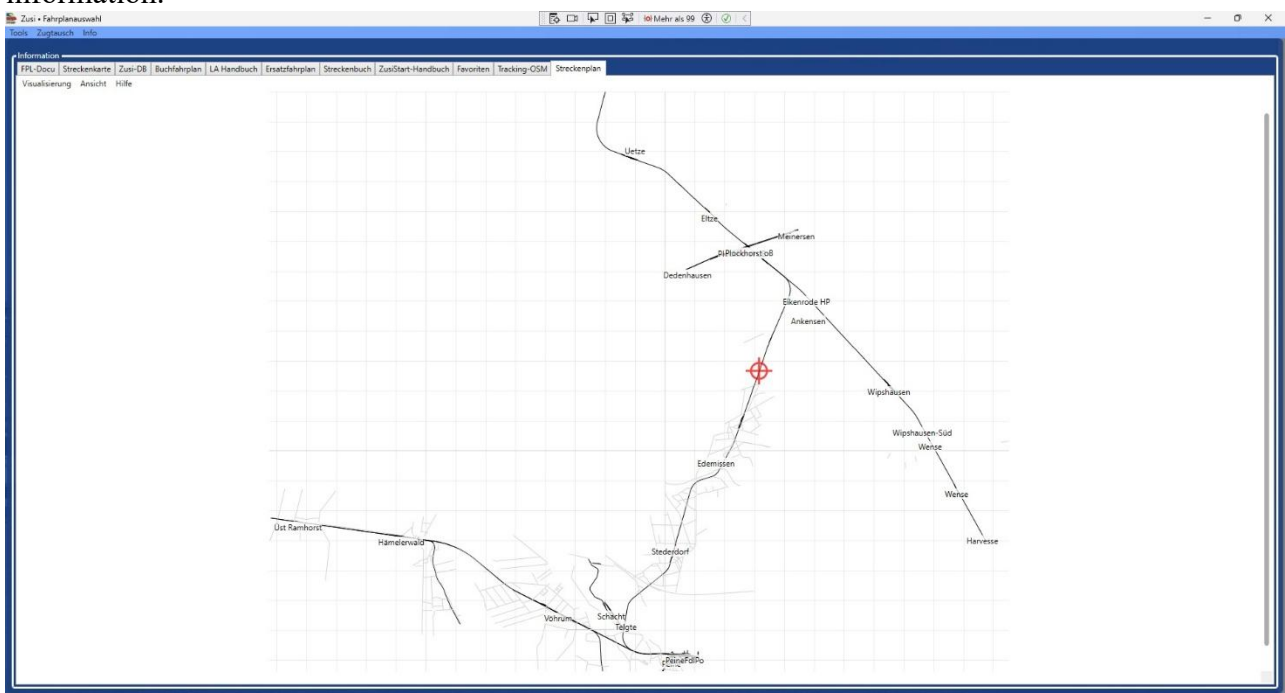 information.
Zusi • Fahrplanauswahl
Mehr als 99
Tools Zugtausch Info
Information
FPL-Docu Streckenkarte Zusi-DB Buchfahrplan LA Handbuch Ersatzfahrplan Streckenbuch ZusiStart-Handbuch Favoriten Tracking-OSM Streckenplan
Visualisierung Ansicht Hilfe
Uetze
Eltze
Meinersen
Plockhorst
Dedenhausen
Eikenrode HP
Ankensen
Wipshausen
Wipshausen-Süd
Wense
Edemissen
Wense
Üst Ramhorst
Hämelerwald
Harvesse
Stederdorf
Vöhrum
Schacht
Telgte
PeineFdlPo